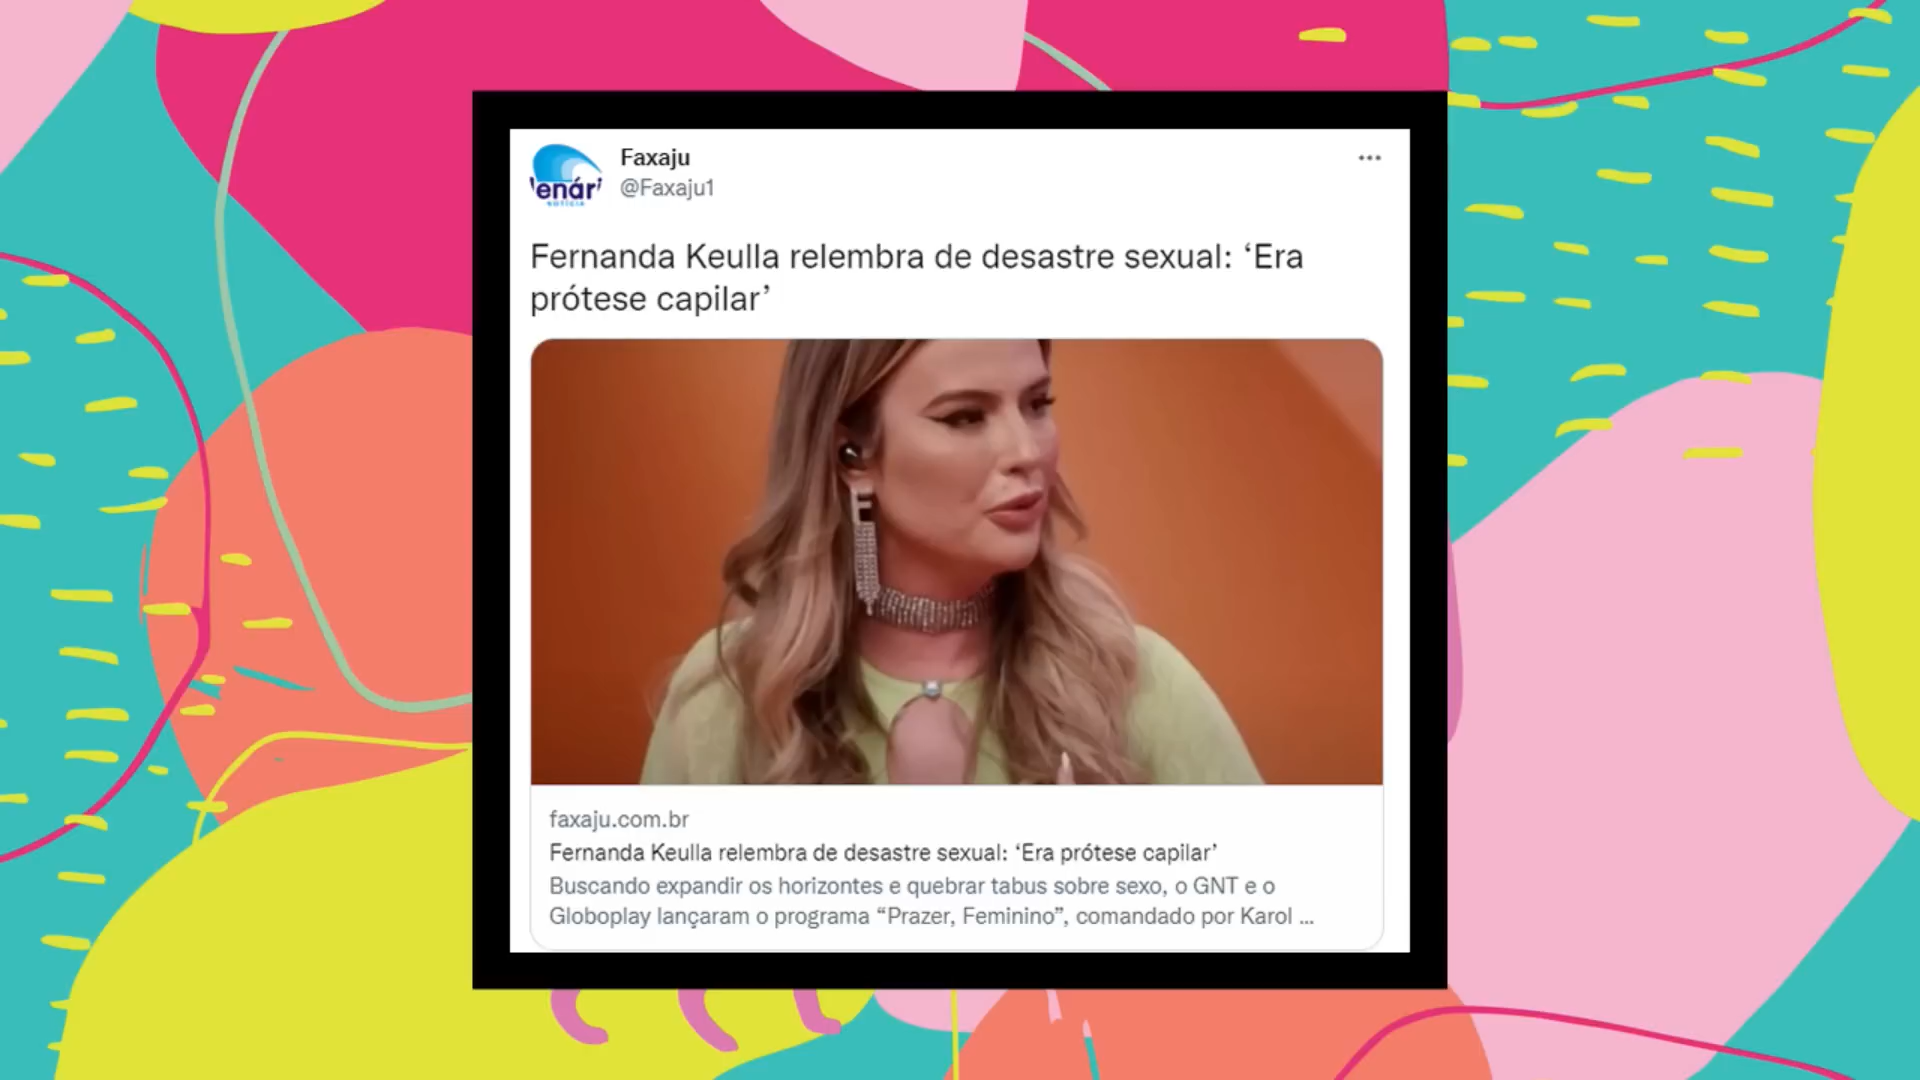 Faxaju
@Faxaju1
'enár'
NOTÍCIA
Fernanda Keulla relembra de desastre sexual: ‘Era
prótese capilar’
faxaju.com.br
Fernanda Keulla relembra de desastre sexual: ‘Era prótese capilar’
Buscando expandir os horizontes e quebrar tabus sobre sexo, o GNT e o
Globoplay lançaram o programa “Prazer, Feminino”, comandado por Karol ...